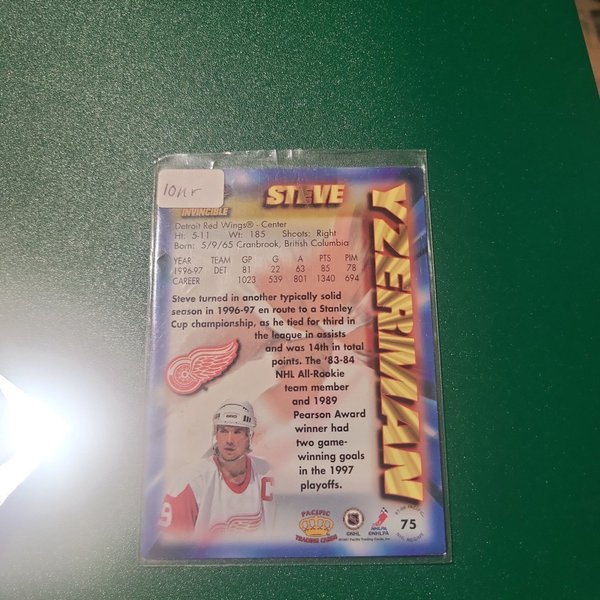 10kr
INVINCIBLE
STEVE
YZERMAN
Detroit Red Wings® - Center
Ht: 5-11 Wt: 185 Shoots: Right
Born: 5/9/65 Cranbrook, British Columbia
YEAR TEAM GP G A PTS PIM
1996-97 DET 81 22 63 85 78
CAREER 1023 539 801 1340 694
Steve turned in another typically solid
season in 1996-97 en route to a Stanley
Cup championship, as he tied for third in
the league in assists
and was 14th in total
points. The '83-84
NHL All-Rookie
team member
and 1989
Pearson Award
winner had
two game-
winning goals
in the 1997
playoffs.
C
9
PACIFIC
TRADING CARDS
©NHL
NHLPA
©NHLPA
75